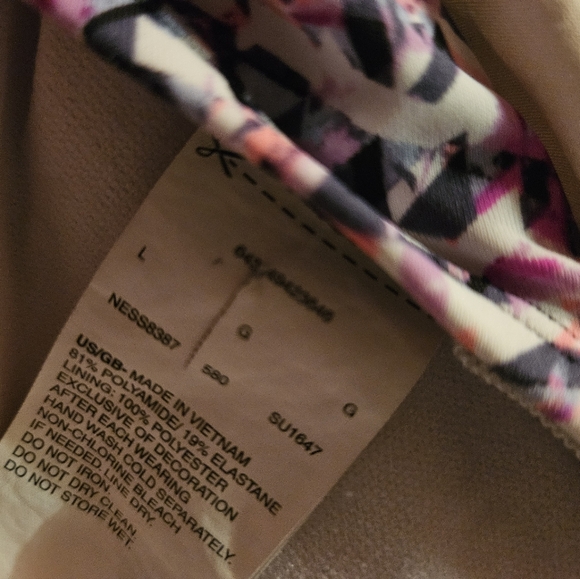 L
G
NESS8387
580
G
SU1647
US/GB- MADE IN VIETNAM
81% POLYAMIDE/ 19% ELASTANE
LINING: 100% POLYESTER
EXCLUSIVE OF DECORATION
AFTER EACH WEARING
HAND WASH COLD SEPARATELY.
NON-CHLORINE BLEACH
IF NEEDED. LINE DRY.
DO NOT IRON.
DO NOT DRY CLEAN.
DO NOT STORE WET.